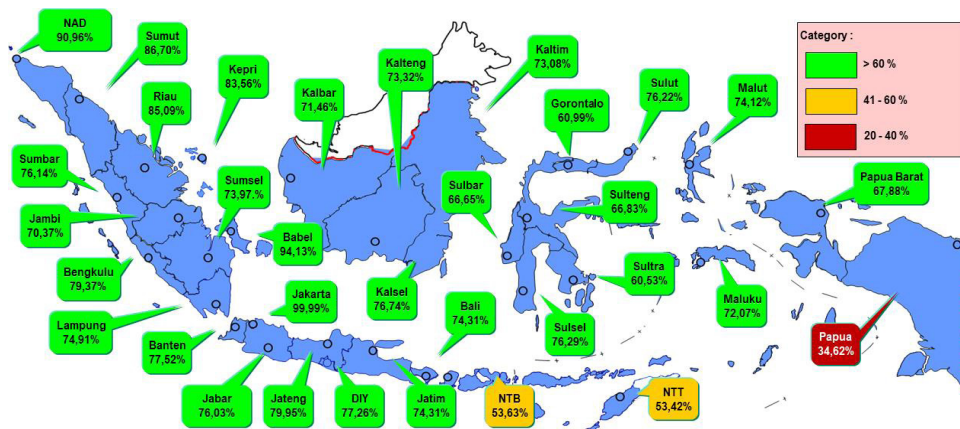 NAD
90,96%
Sumut
86,70%
Kepri
83,56%
Riau
85,09%
Kalbar
71,46%
Kalteng
73,32%
Kaltim
73,08%
Gorontalo
60,99%
Sulut
76,22%
Malut
74,12%
Category :
> 60 %
41 - 60 %
20 - 40 %
Sumbar
76,14%
Sumsel
73,97.%
Sulbar
66,65%
Sulteng
66,83%
Papua Barat
67,88%
Jambi
70,37%
Babel
94,13%
Bengkulu
79,37%
Kalsel
76,74%
Sultra
60,53%
Maluku
72,07%
Jakarta
99,99%
Bali
74,31%
Lampung
74,91%
Banten
77,52%
Sulsel
76,29%
Papua
34,62%
Jabar
76,03%
Jateng
79,95%
DIY
77,26%
Jatim
74,31%
NTB
53,63%
NTT
53,42%